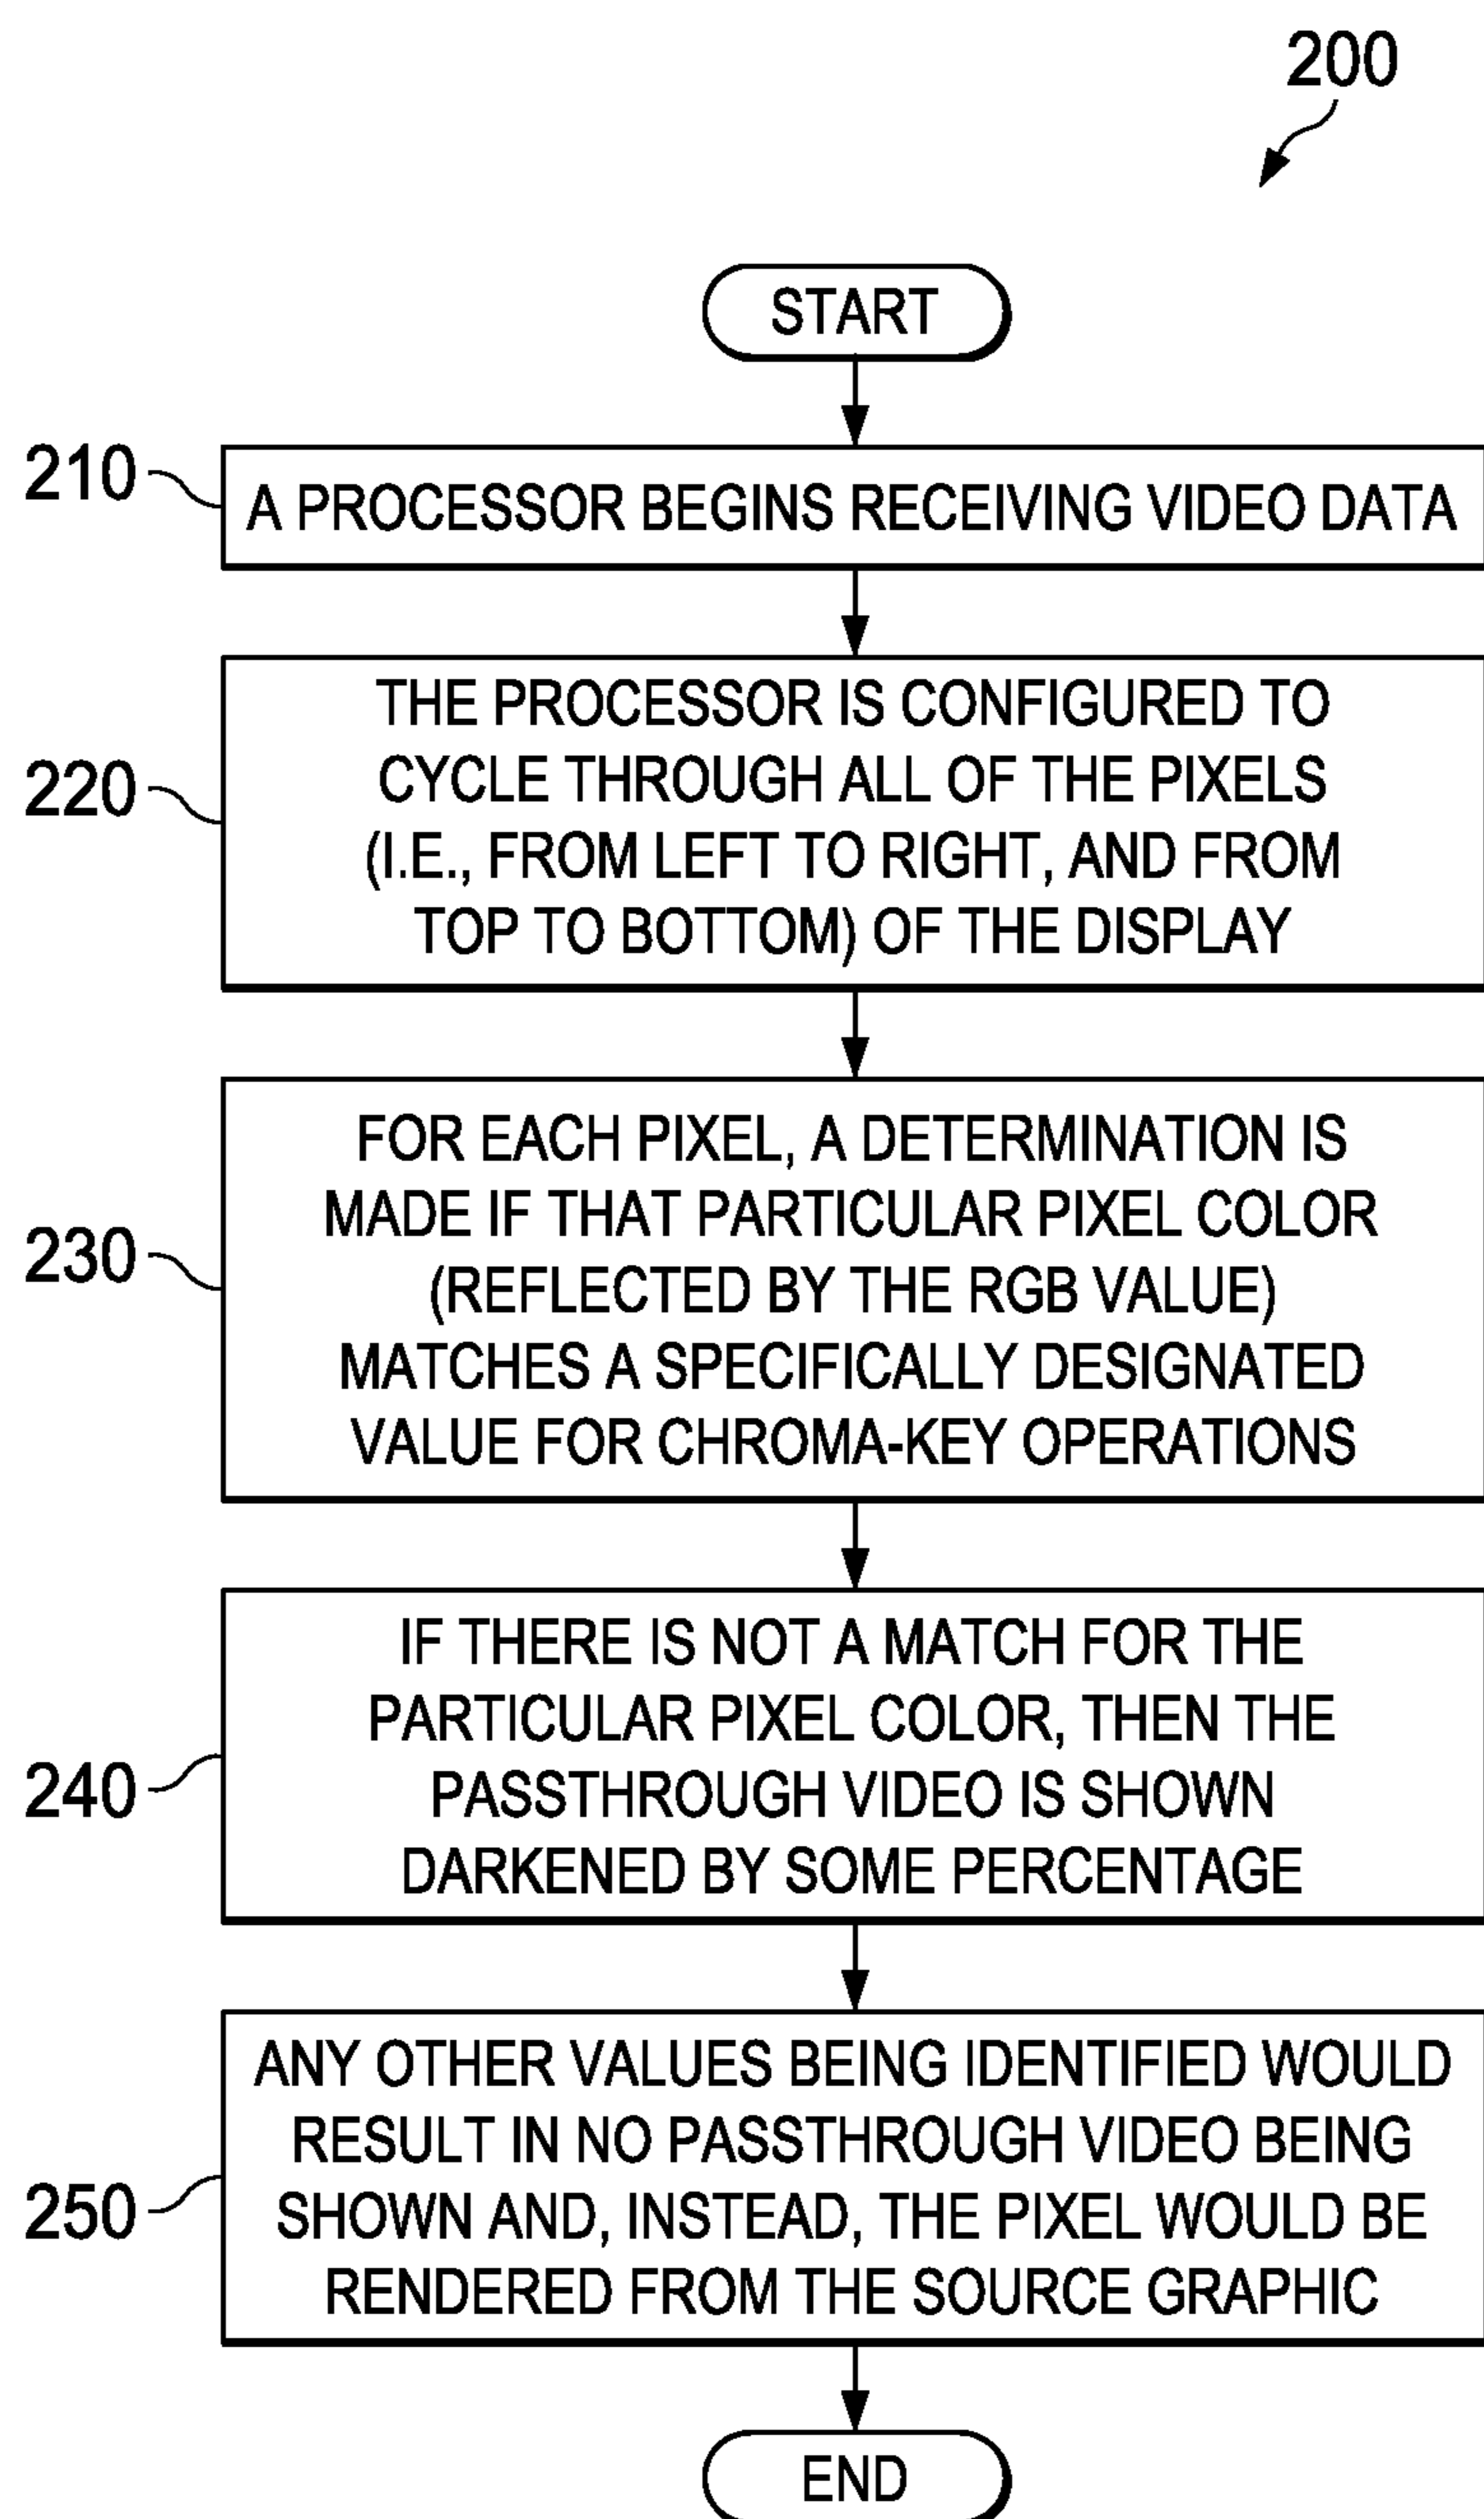 200
START
210
A PROCESSOR BEGINS RECEIVING VIDEO DATA
220
THE PROCESSOR IS CONFIGURED TO
CYCLE THROUGH ALL OF THE PIXELS
(I.E., FROM LEFT TO RIGHT, AND FROM
TOP TO BOTTOM) OF THE DISPLAY
230
FOR EACH PIXEL, A DETERMINATION IS
MADE IF THAT PARTICULAR PIXEL COLOR
(REFLECTED BY THE RGB VALUE)
MATCHES A SPECIFICALLY DESIGNATED
VALUE FOR CHROMA-KEY OPERATIONS
240
IF THERE IS NOT A MATCH FOR THE
PARTICULAR PIXEL COLOR, THEN THE
PASSTHROUGH VIDEO IS SHOWN
DARKENED BY SOME PERCENTAGE
250
ANY OTHER VALUES BEING IDENTIFIED WOULD
RESULT IN NO PASSTHROUGH VIDEO BEING
SHOWN AND, INSTEAD, THE PIXEL WOULD BE
RENDERED FROM THE SOURCE GRAPHIC
END